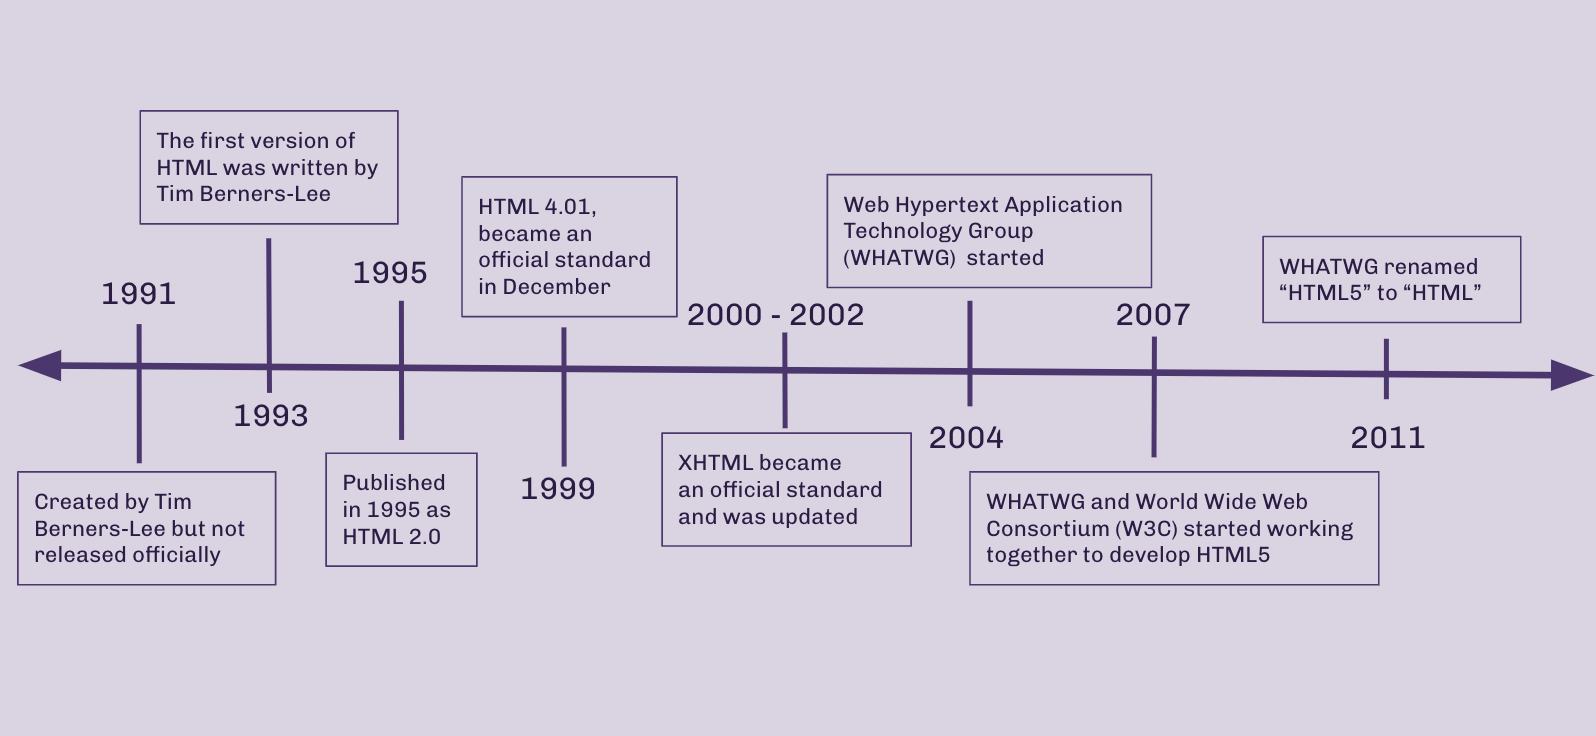 1991
Created by Tim
Berners-Lee but not
released officially
The first version of
HTML was written by
Tim Berners-Lee
1993
1995
Published
in 1995 as
HTML 2.0
HTML 4.01,
became an
official standard
in December
1999
2000 - 2002
XHTML became
an official standard
and was updated
Web Hypertext Application
Technology Group
(WHATWG)  started
2004
2007
WHATWG and World Wide Web
Consortium (W3C) started working
together to develop HTML5
WHATWG renamed
“HTML5” to “HTML”
2011